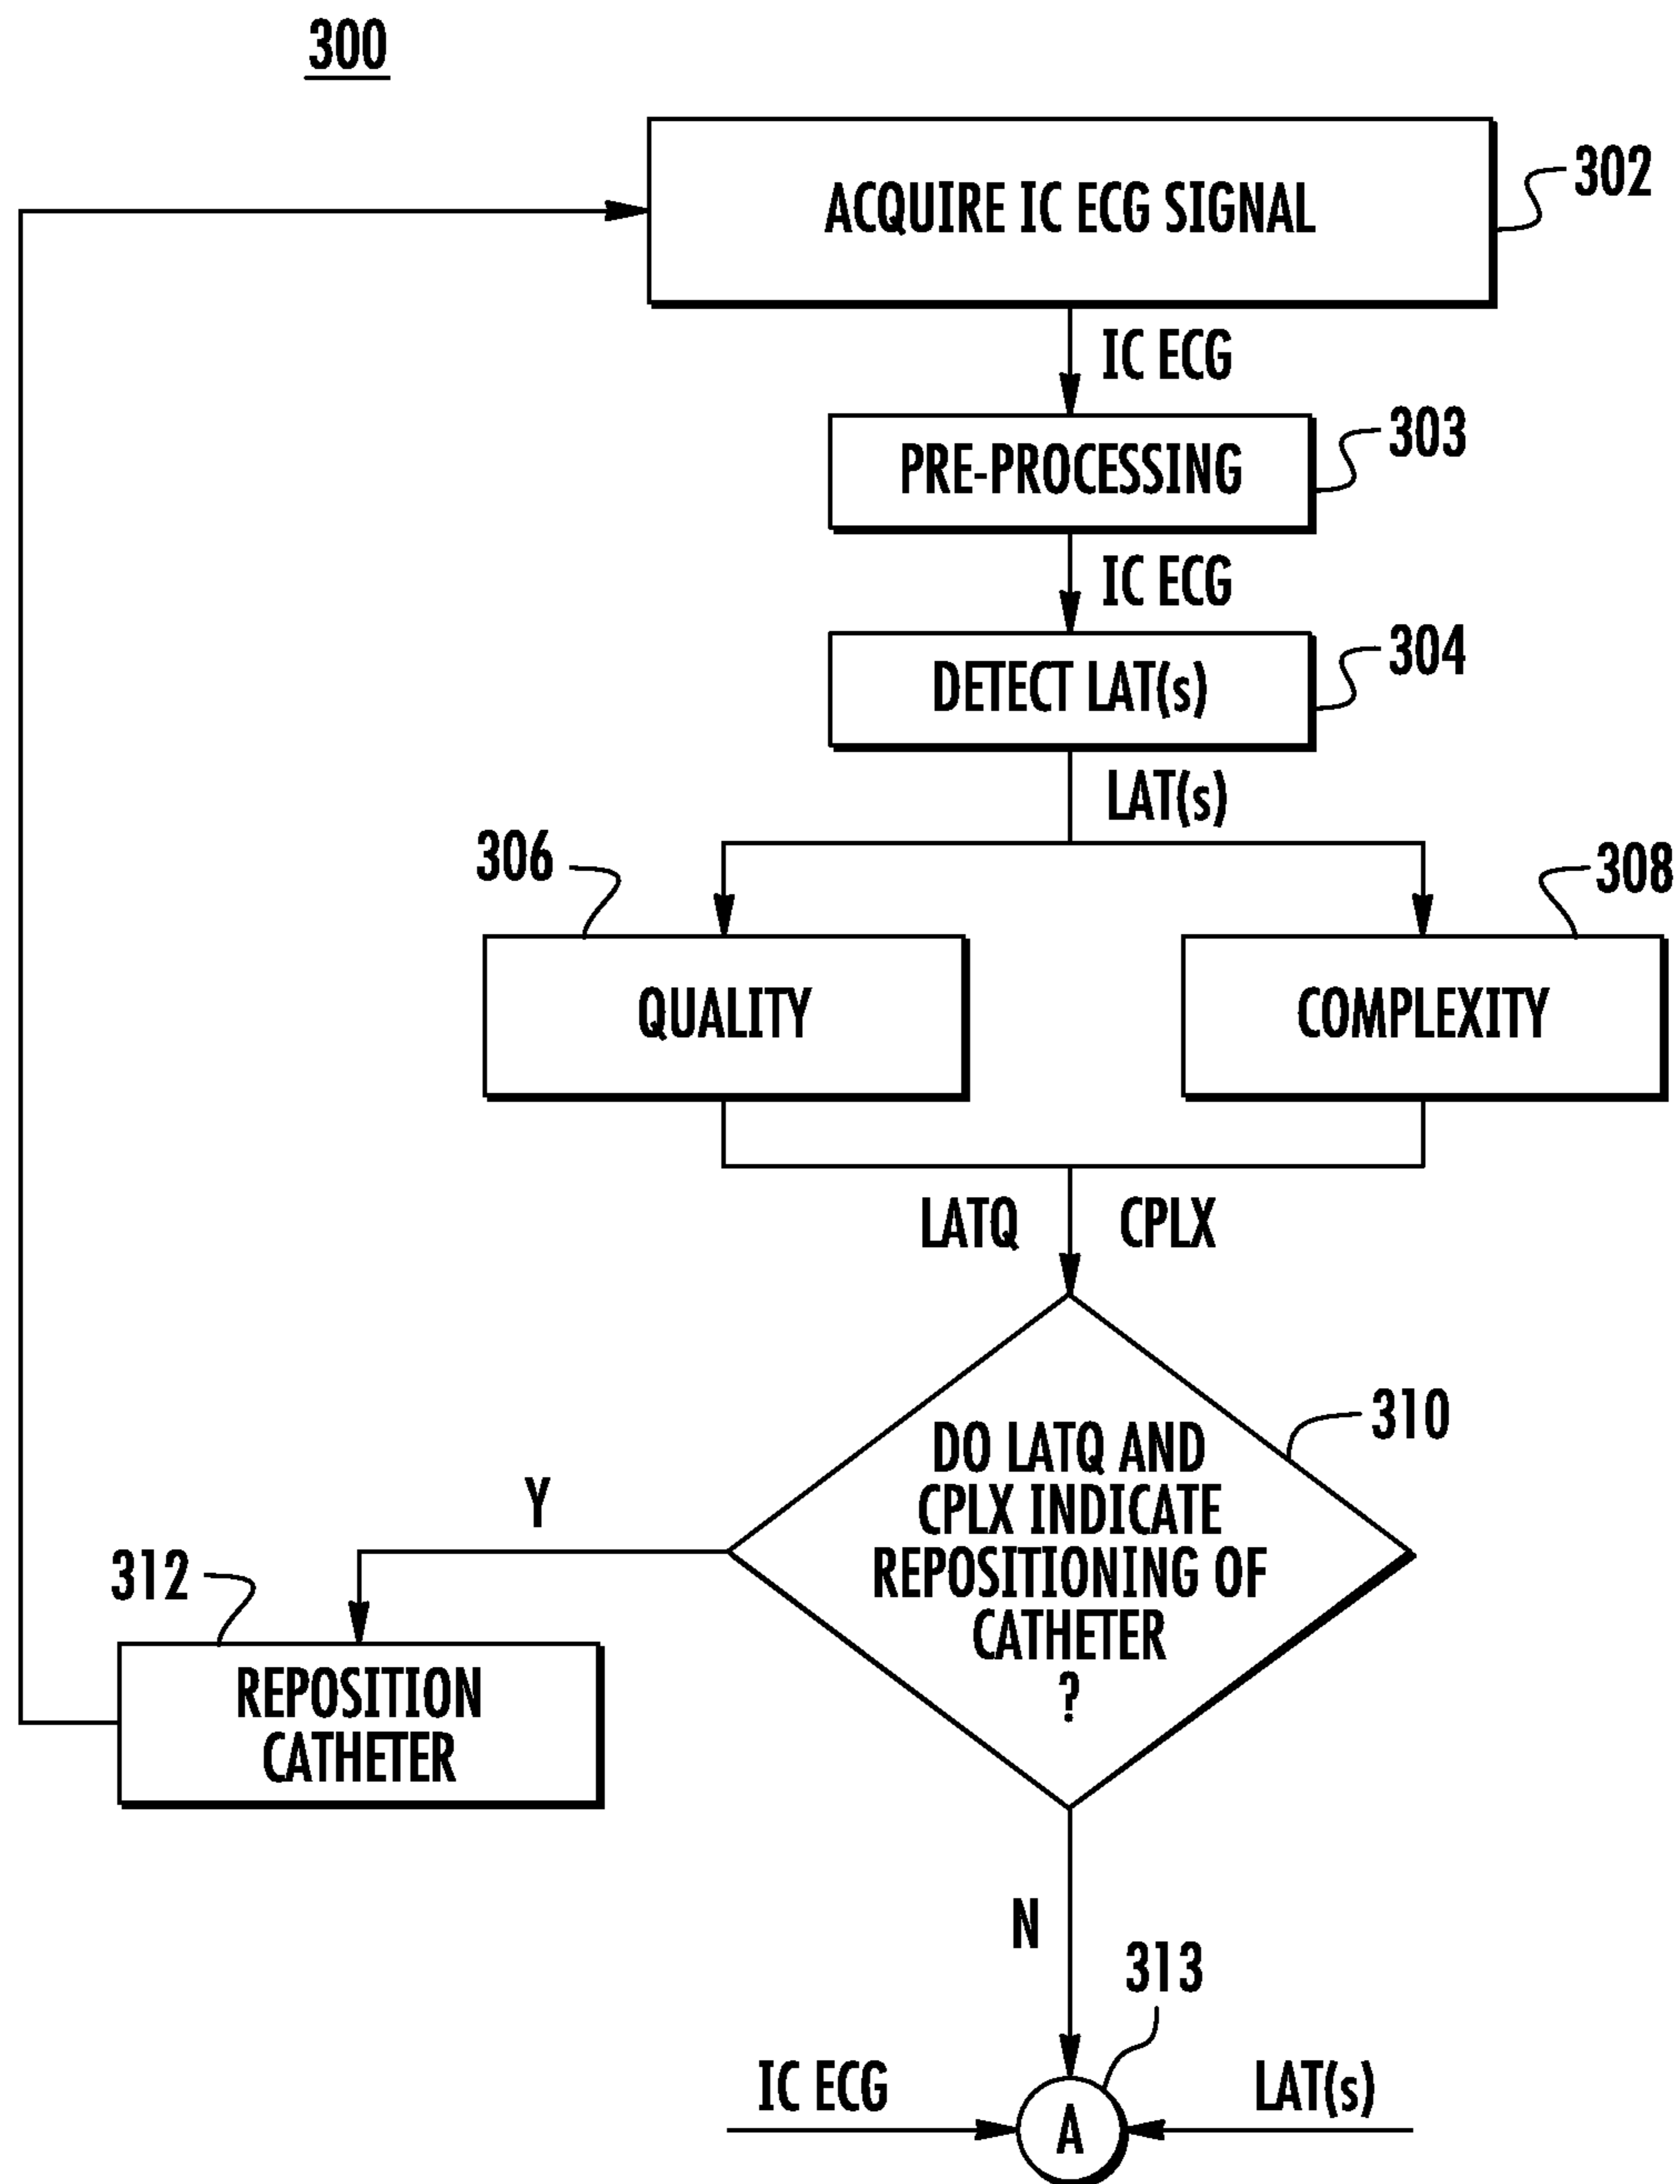 300
ACQUIRE IC ECG SIGNAL
302
IC ECG
PRE-PROCESSING
303
IC ECG
DETECT LAT(s)
304
LAT(s)
306
308
QUALITY
COMPLEXITY
LATQ
CPLX
310
DO LATQ AND
CPLX INDICATE
REPOSITIONING OF
CATHETER
?
Y
312
REPOSITION
CATHETER
N
313
IC ECG
LAT(s)
A